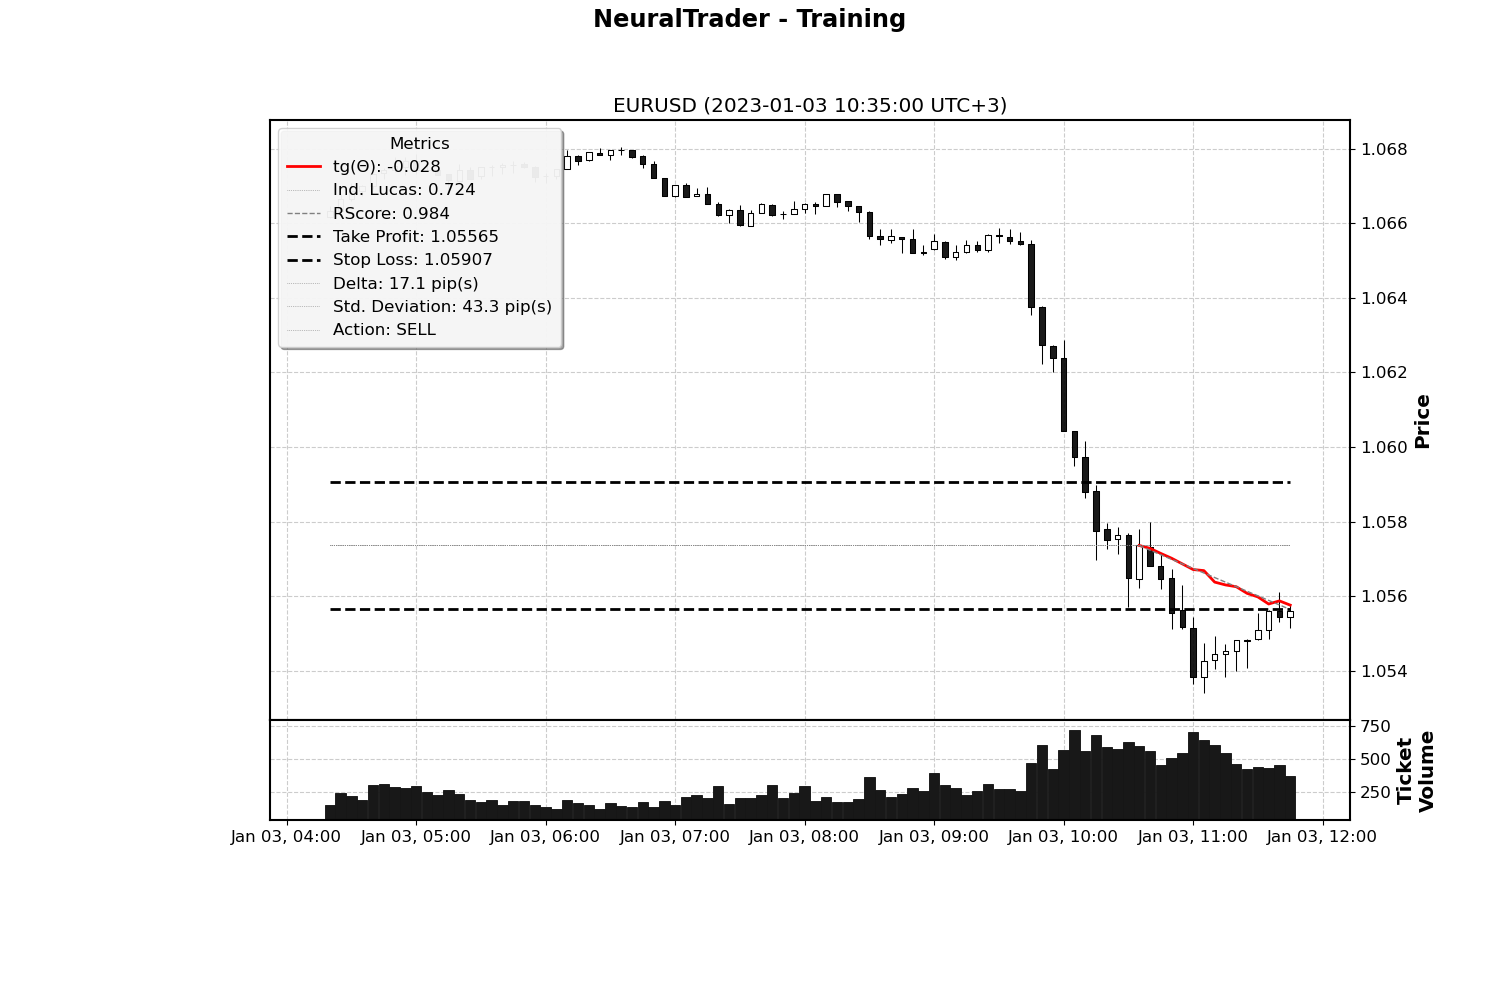 NeuralTrader - Training
EURUSD (2023-01-03 10:35:00 UTC+3)
Metrics
tg(Θ): -0.028
Ind. Lucas: 0.724
RScore: 0.984
Take Profit: 1.05565
Stop Loss: 1.05907
Delta: 17.1 pip(s)
Std. Deviation: 43.3 pip(s)
Action: SELL
1.068
1.066
1.064
1.062
1.060
1.058
1.056
1.054
Price
750
500
250
Ticket
Volume
Jan 03, 04:00
Jan 03, 05:00
Jan 03, 06:00
Jan 03, 07:00
Jan 03, 08:00
Jan 03, 09:00
Jan 03, 10:00
Jan 03, 11:00
Jan 03, 12:00